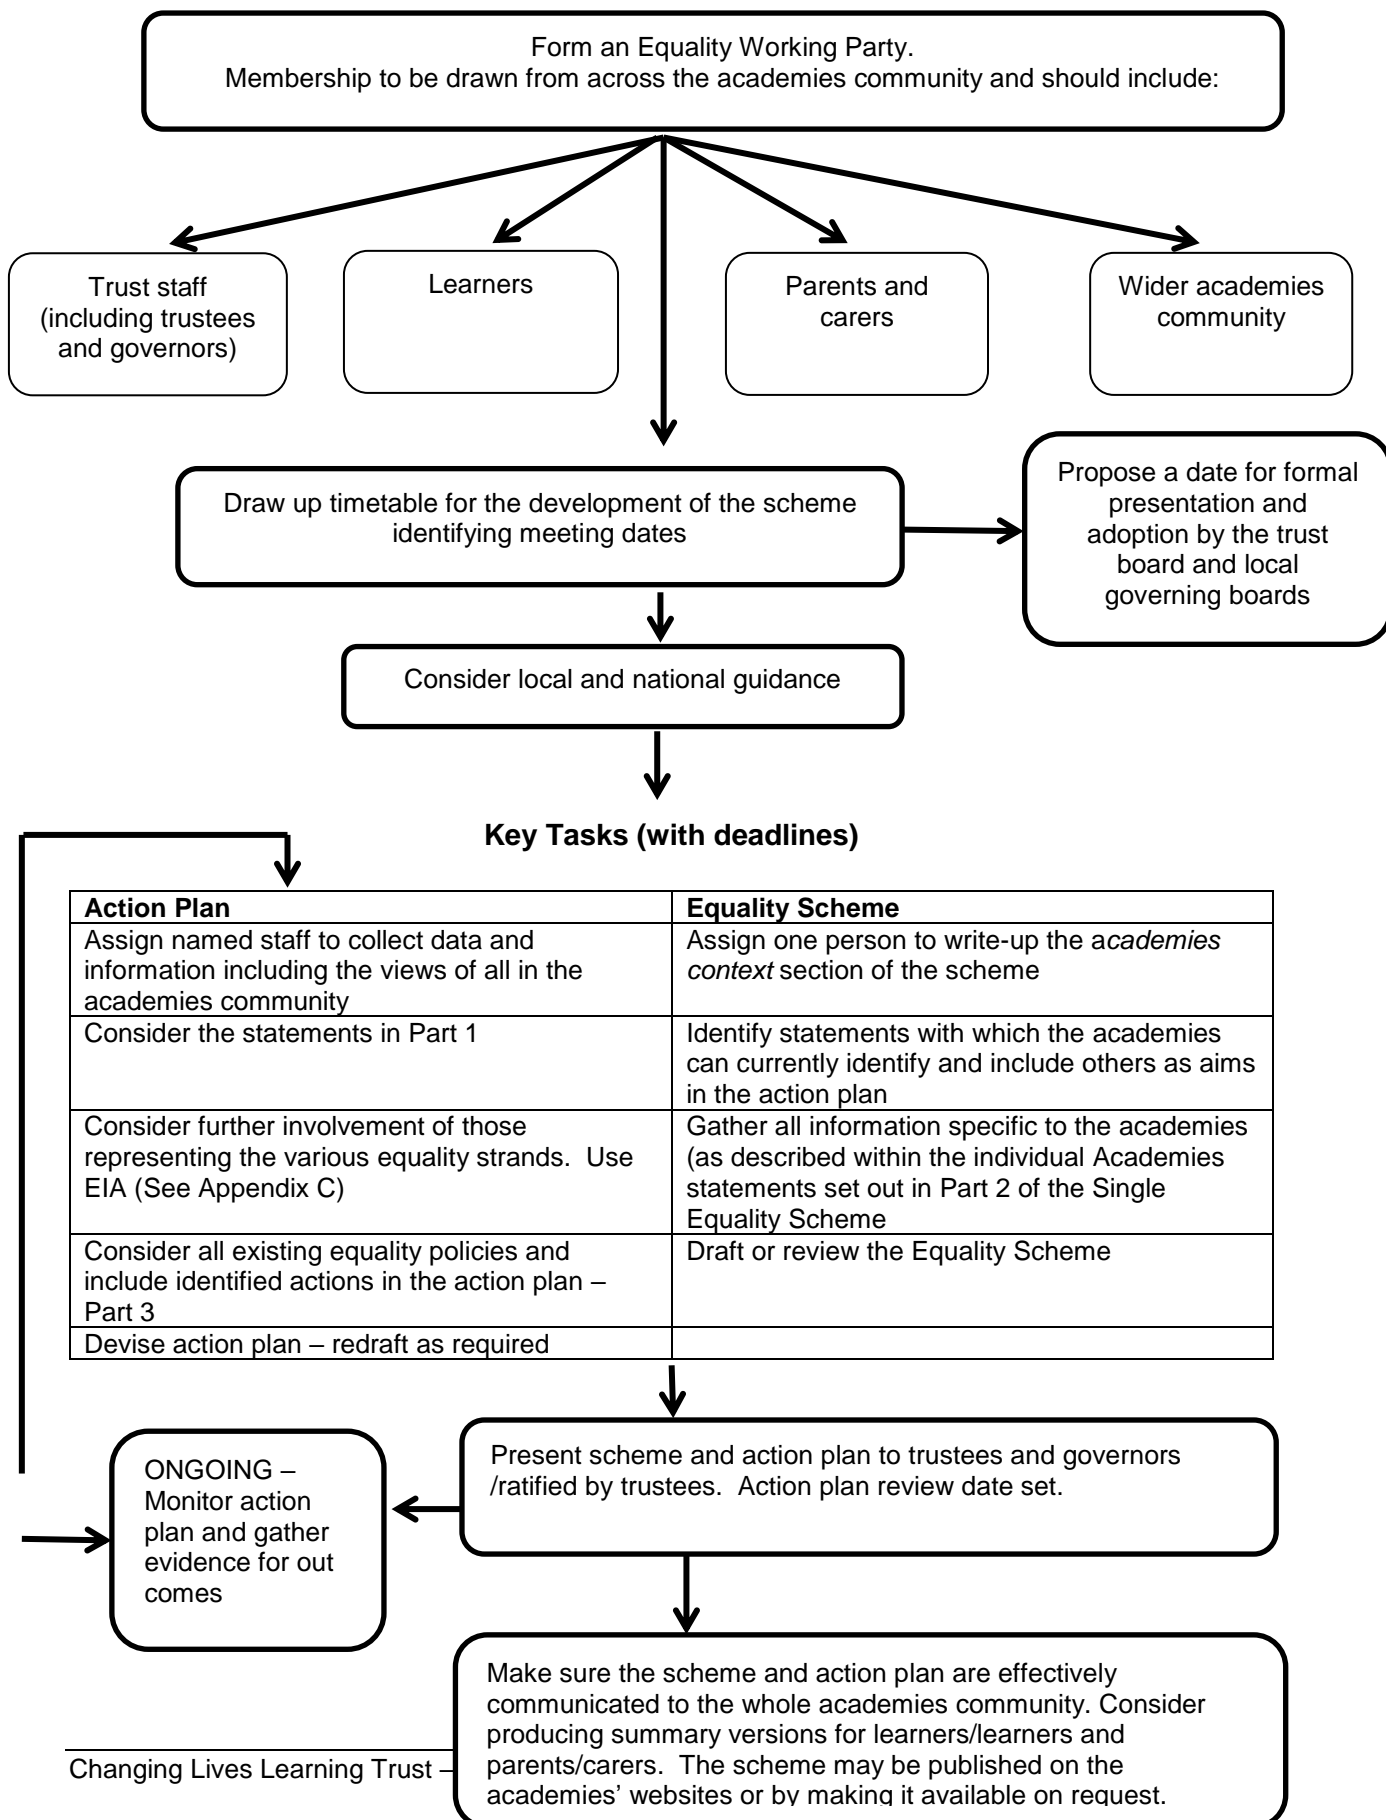 Form an Equality Working Party.
Membership to be drawn from across the academies community and should include:
Trust staff
(including trustees
and governors)
Learners
Parents and
carers
Wider academies
community
Draw up timetable for the development of the scheme
identifying meeting dates
Propose a date for formal
presentation and
adoption by the trust
board and local
governing boards
Consider local and national guidance
Key Tasks (with deadlines)
Action Plan
Equality Scheme
Assign named staff to collect data and
information including the views of all in the
academies community
Assign one person to write-up the academies
context section of the scheme
Consider the statements in Part 1
Identify statements with which the academies
can currently identify and include others as aims
in the action plan
Consider further involvement of those
representing the various equality strands.  Use
EIA (See Appendix C)
Gather all information specific to the academies
(as described within the individual Academies
statements set out in Part 2 of the Single
Equality Scheme
Consider all existing equality policies and
include identified actions in the action plan –
Part 3
Draft or review the Equality Scheme
Devise action plan – redraft as required
Present scheme and action plan to trustees and governors
/ratified by trustees.  Action plan review date set.
ONGOING –
Monitor action
plan and gather
evidence for out
comes
Make sure the scheme and action plan are effectively
communicated to the whole academies community. Consider
producing summary versions for learners/learners and
parents/carers.  The scheme may be published on the
academies’ websites or by making it available on request.
Changing Lives Learning Trust –